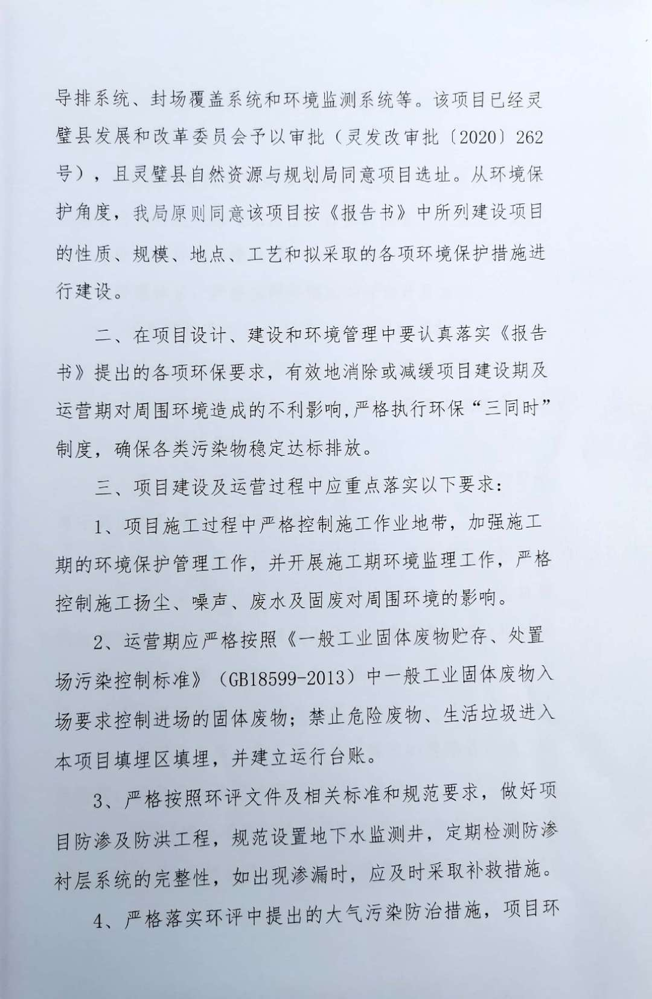 导排系统、封场覆盖系统和环境监测系统等。该项目已经灵
璧县发展和改革委员会予以审批（灵发改审批〔2020〕262
号），且灵璧县自然资源与规划局同意项目选址。从环境保
护角度，我局原则同意该项目按《报告书》中所列建设项目
的性质、规模、地点、工艺和拟采取的各项环境保护措施进
行建设。
二、在项目设计、建设和环境管理中要认真落实《报告
书》提出的各项环保要求，有效地消除或减缓项目建设期及
运营期对周围环境造成的不利影响,严格执行环保“三同时”
制度，确保各类污染物稳定达标排放。
三、项目建设及运营过程中应重点落实以下要求：
1、项目施工过程中严格控制施工作业地带，加强施工
期的环境保护管理工作，并开展施工期环境监理工作，严格
控制施工扬尘、噪声、废水及固废对周围环境的影响。
2、运营期应严格按照《一般工业固体废物贮存、处置
场污染控制标准》（GB18599-2013）中一般工业固体废物入
场要求控制进场的固体废物；禁止危险废物、生活垃圾进入
本项目填埋区填埋，并建立运行台账。
3、严格按照环评文件及相关标准和规范要求，做好项
目防渗及防洪工程，规范设置地下水监测井，定期检测防渗
衬层系统的完整性，如出现渗漏时，应及时采取补救措施。
4、严格落实环评中提出的大气污染防治措施，项目环